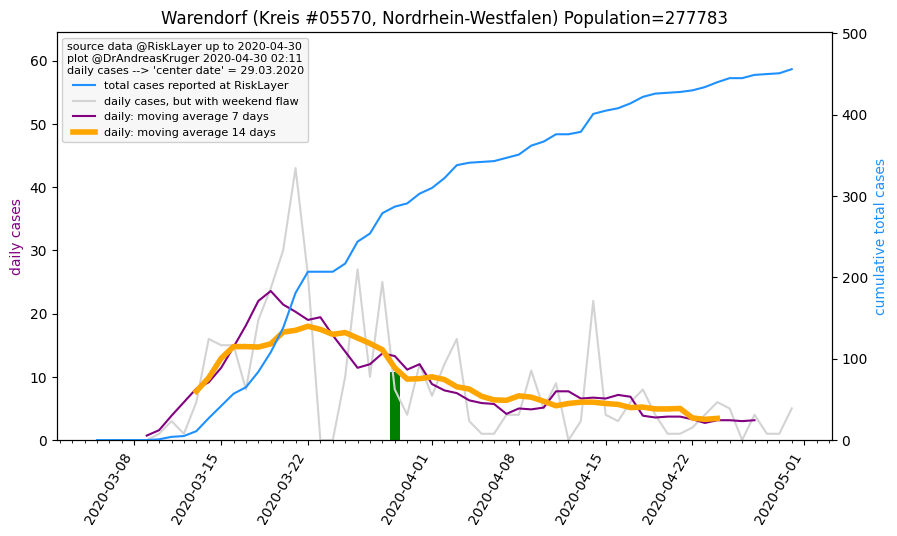 Warendorf (Kreis #05570, Nordrhein-Westfalen) Population=277783
source data @RiskLayer up to 2020-04-30
plot @DrAndreasKruger 2020-04-30 02:11
daily cases --> 'center date' = 29.03.2020
total cases reported at RiskLayer
daily cases, but with weekend flaw
daily: moving average 7 days
daily: moving average 14 days
daily cases
60
50
40
30
20
10
0
cumulative total cases
500
400
300
200
100
0
2020-03-08
2020-03-15
2020-03-22
2020-04-01
2020-04-08
2020-04-15
2020-04-22
2020-05-01